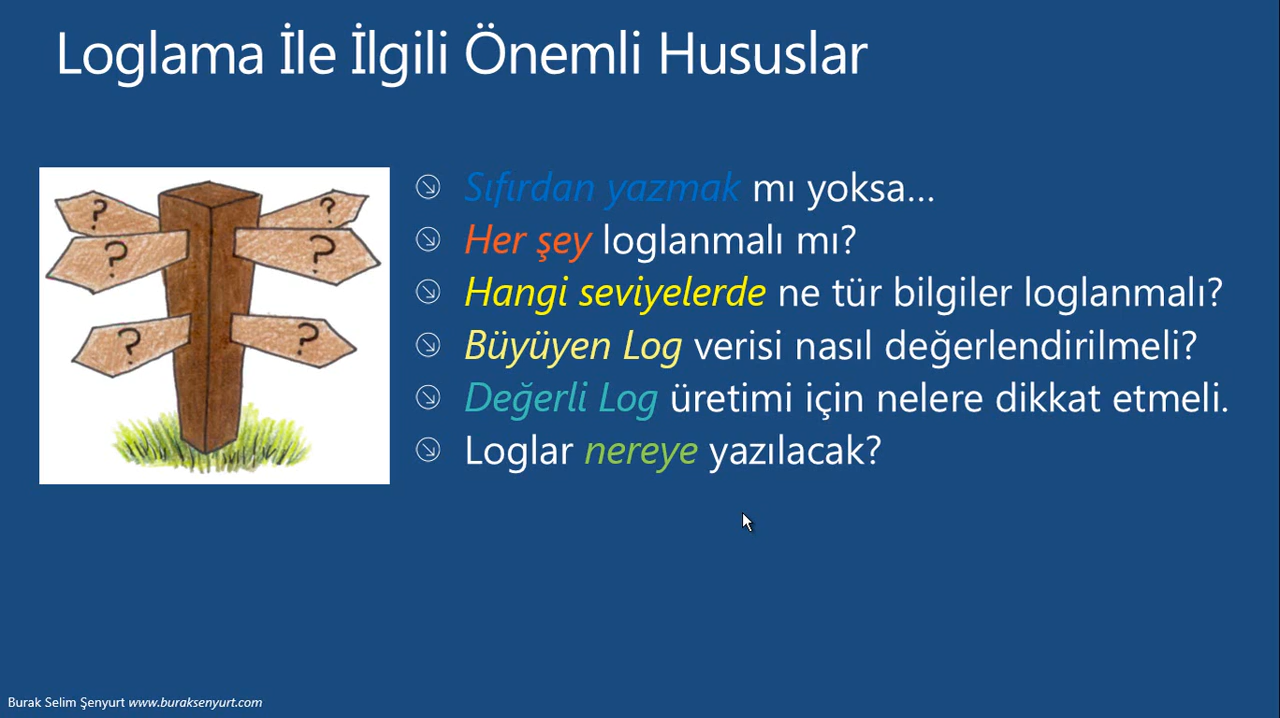 Loglama İle İlgili Önemli Hususlar
? ?
? ?
? ?
Sıfırdan yazmak mı yoksa...
Her şey loglanmalı mı?
Hangi seviyelerde ne tür bilgiler loglanmalı?
Büyüyen Log verisi nasıl değerlendirilmeli?
Değerli Log üretimi için nelere dikkat etmeli.
Loglar nereye yazılacak?
Burak Selim Şenyurt www.buraksenyurt.com